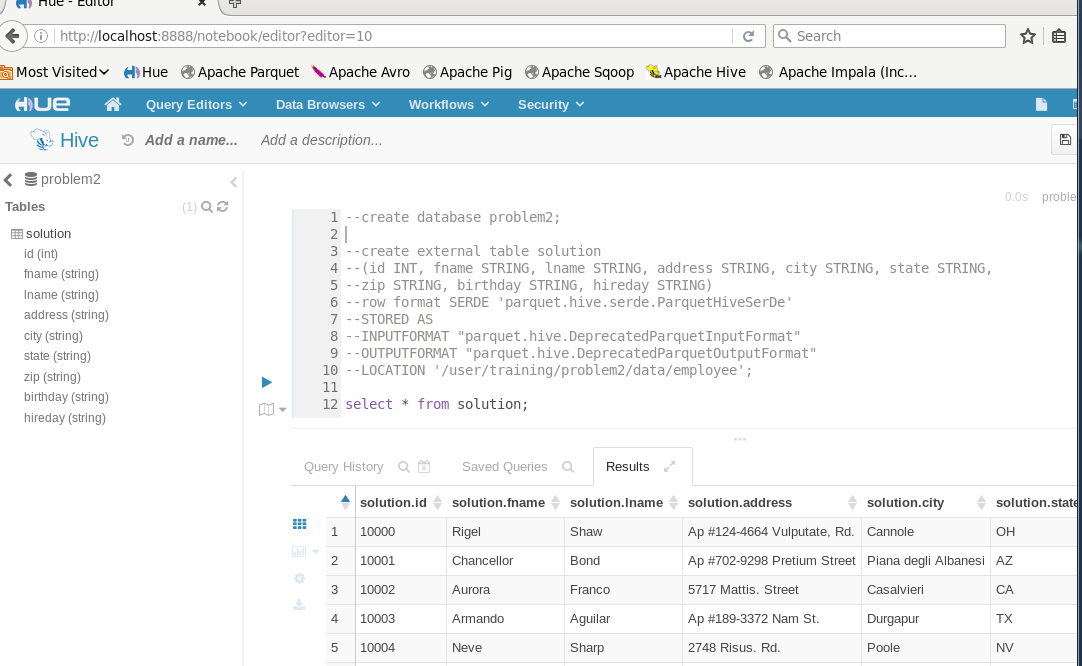 Hue - Editor
http://localhost:8888/notebook/editor?editor=10
Search
Most Visited Hue Apache Parquet Apache Avro Apache Pig Apache Sqoop Apache Hive Apache Impala (Inc...
HUE Query Editors Data Browsers Workflows Security
Hive Add a name... Add a description...
problem2
0.0s proble
Tables (1)
solution
id (int)
fname (string)
lname (string)
address (string)
city (string)
state (string)
zip (string)
birthday (string)
hireday (string)
1 --create database problem2;
2
3 --create external table solution
4 --(id INT, fname STRING, lname STRING, address STRING, city STRING, state STRING,
5 --zip STRING, birthday STRING, hireday STRING)
6 --row format SERDE 'parquet.hive.serde.ParquetHiveSerDe'
7 --STORED AS
8 --INPUTFORMAT "parquet.hive.DeprecatedParquetInputFormat"
9 --OUTPUTFORMAT "parquet.hive.DeprecatedParquetOutputFormat"
10 --LOCATION '/user/training/problem2/data/employee';
11
12 select * from solution;
Query History Saved Queries Results
solution.id solution.fname solution.lname solution.address solution.city solution.state
1 10000 Rigel Shaw Ap #124-4664 Vulputate, Rd. Cannole OH
2 10001 Chancellor Bond Ap #702-9298 Pretium Street Piana degli Albanesi AZ
3 10002 Aurora Franco 5717 Mattis. Street Casalvieri CA
4 10003 Armando Aguilar Ap #189-3372 Nam St. Durgapur TX
5 10004 Neve Sharp 2748 Risus. Rd. Poole NV